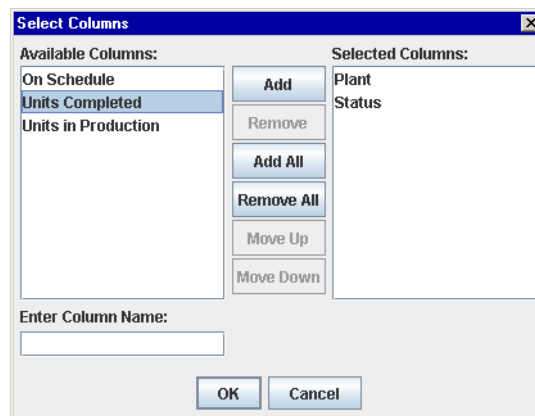 Select Columns
Available Columns:
Selected Columns:
On Schedule
Units Completed
Units in Production
Add
Remove
Add All
Remove All
Move Up
Move Down
Plant
Status
Enter Column Name:
OK
Cancel